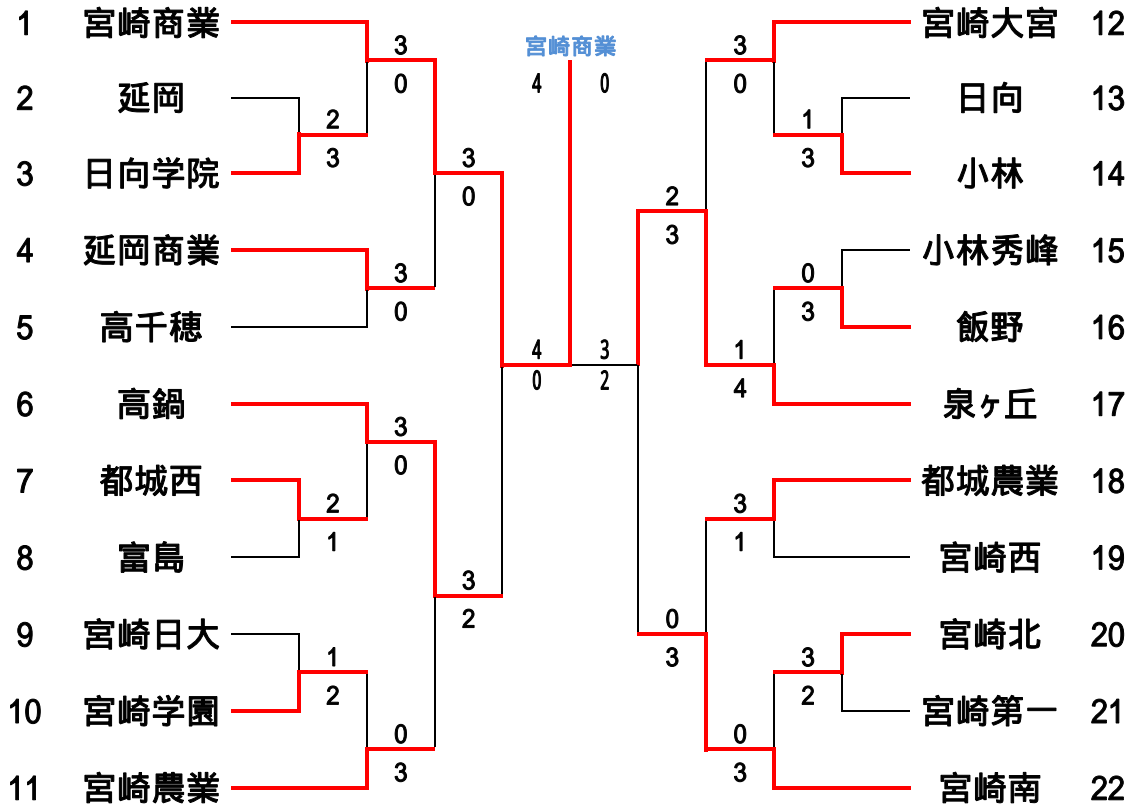 1 宮崎商業
2 延岡
3 日向学院
4 延岡商業
5 高千穂
6 高鍋
7 都城西
8 富島
9 宮崎日大
10 宮崎学園
11 宮崎農業
3
0
2
3
3
0
3
0
3
0
2
1
3
2
1
2
0
3
宮崎商業
4 0
4 3
0 2
2
3
0
3
3
0
1
3
0
3
1
4
3
1
3
2
0
3
宮崎大宮 12
日向 13
小林 14
小林秀峰 15
飯野 16
泉ヶ丘 17
都城農業 18
宮崎西 19
宮崎北 20
宮崎第一 21
宮崎南 22